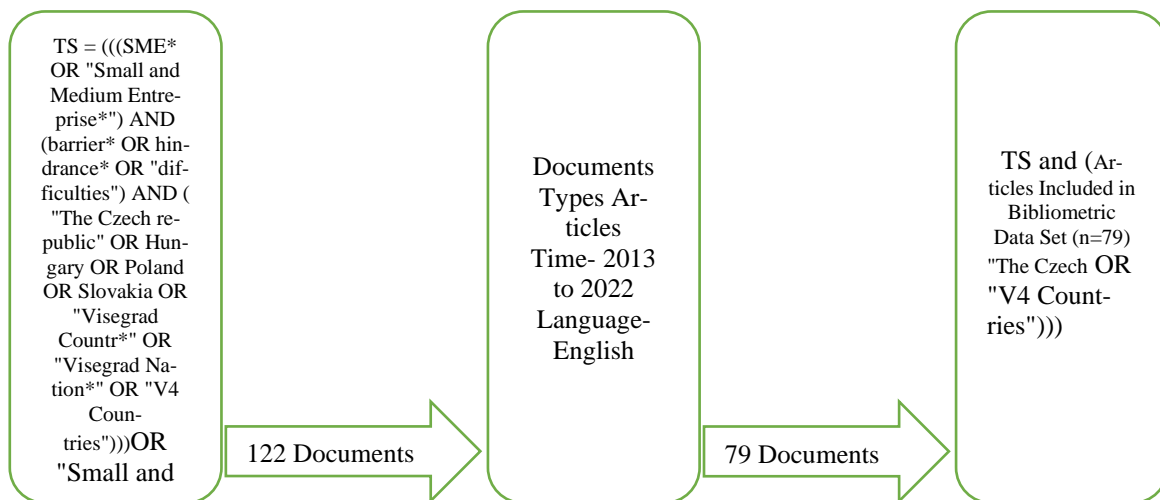 TS = (((SME*
OR "Small and
Medium Entre-
prise*") AND
(barrier* OR hin-
drance* OR "dif-
ficulties") AND (
"The Czech re-
public" OR Hun-
gary OR Poland
OR Slovakia OR
"Visegrad
Countr*" OR
"Visegrad Na-
tion*" OR "V4
Coun-
tries")))OR
"Small and
122 Documents
Documents
Types Ar-
ticles
Time- 2013
to 2022
Language-
English
79 Documents
TS and (Ar-
ticles Included in
Bibliometric
Data Set (n=79)
"The Czech OR
"V4 Count-
ries")))